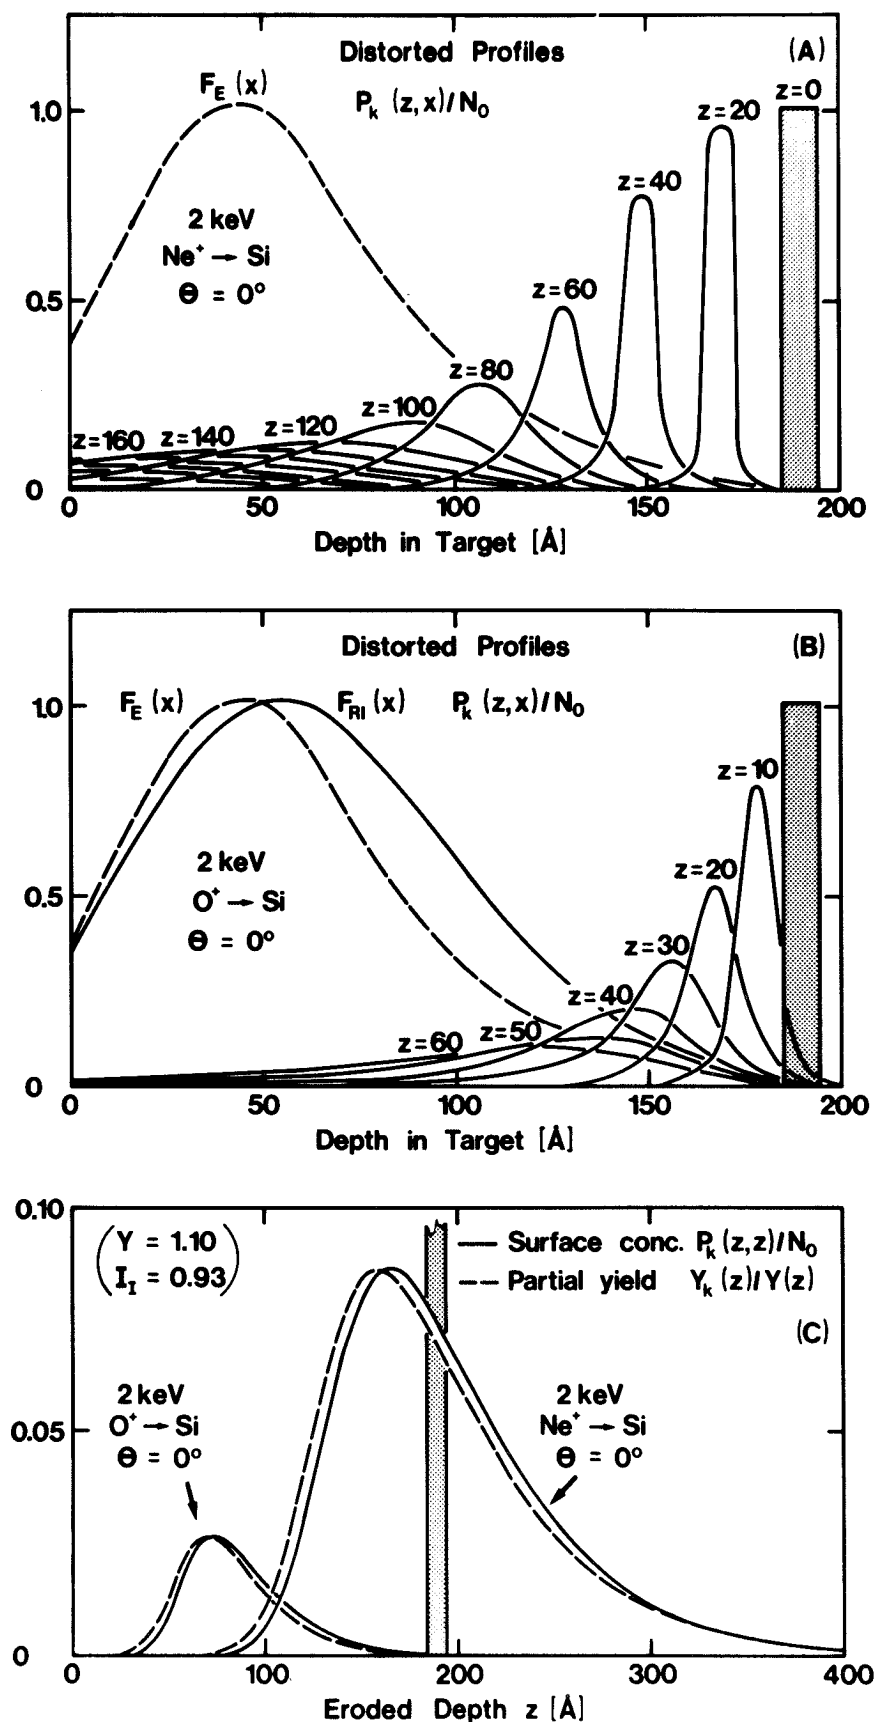 Distorted Profiles
(A)
F_E (x)
P_k (z,x)/N_0
z=0
z=20
1.0
z=40
2 keV
Ne⁺ → Si
Θ = 0°
z=60
0.5
z=80
z=100
z=120
z=140
z=160
0
0 50 100 150 200
Depth in Target [Å]
Distorted Profiles
(B)
F_E (x)
F_RI (x)
P_k (z,x)/N_0
1.0
z=10
2 keV
O⁺ → Si
Θ = 0°
z=20
0.5
z=30
z=40
z=50
z=60
0
0 50 100 150 200
Depth in Target [Å]
0.10
(Y = 1.10
I_I = 0.93)
Surface conc. P_k (z,z)/N_0
Partial yield Y_k (z)/Y(z)
(C)
2 keV
O⁺ → Si
Θ = 0°
2 keV
Ne⁺ → Si
Θ = 0°
0.05
0
0 100 200 300 400
Eroded Depth z [Å]